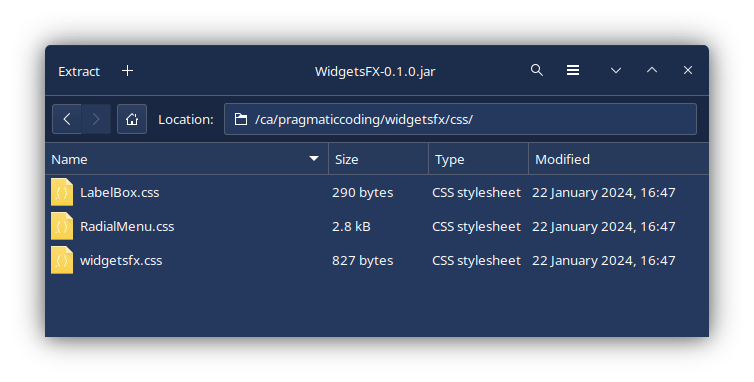 Extract + WidgetsFX-0.1.0.jar
Location: /ca/pragmaticcoding/widgetsfx/css/
Name Size Type Modified
LabelBox.css 290 bytes CSS stylesheet 22 January 2024, 16:47
RadialMenu.css 2.8 kB CSS stylesheet 22 January 2024, 16:47
widgetsfx.css 827 bytes CSS stylesheet 22 January 2024, 16:47